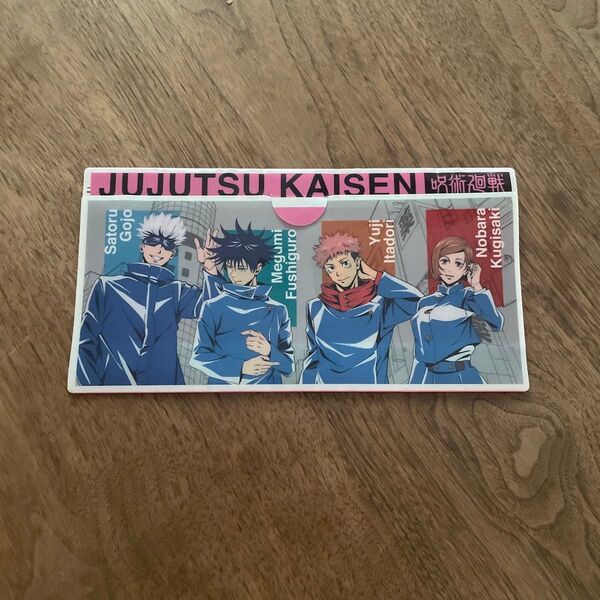 JUJUTSU KAISEN 呪術廻戦
Satoru
Gojo
Megumi
Fushiguro
Yuji
Itadori
Nobara
Kugisaki